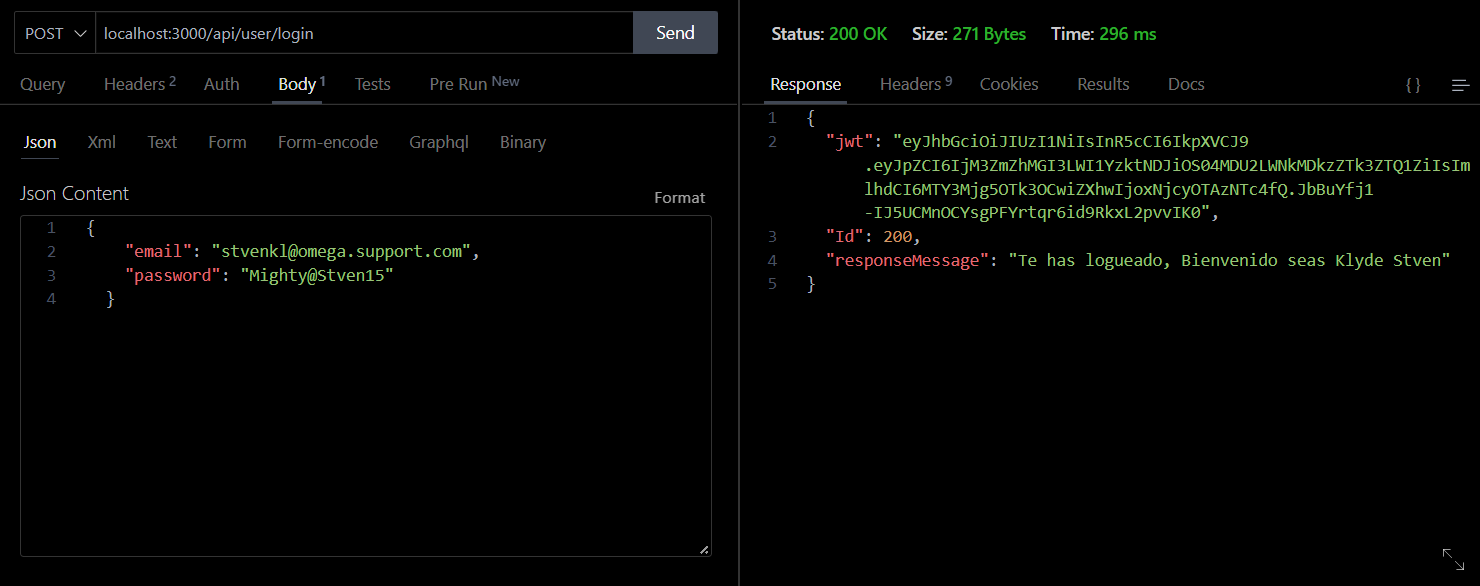 POST localhost:3000/api/user/login Send
Query Headers 2 Auth Body 1 Tests Pre Run New
Json Xml Text Form Form-encode Graphql Binary
Json Content Format
1 {
2 "email": "stvenkl@omega.support.com",
3 "password": "Mighty@Stven15"
4 }
Status: 200 OK Size: 271 Bytes Time: 296 ms
Response Headers 9 Cookies Results Docs {}
1 {
2 "jwt": "eyJhbGciOiJIUzI1NiIsInR5cCI6IkpXVCJ9
.eyJpZCI6IjM3ZmZhMGI3LWI1YzktNDJiOS04MDU2LWNkMDkzZTk3ZTQ1ZiIsIm
lhdCI6MTY3Mjg5OTk3OCwiZXhwIjoxNjcyOTAzNTc4fQ.JbBuYfj1
-IJ5UCMnOCYsgPFYrtqr6id9RkxL2pvvIK0",
3 "Id": 200,
4 "responseMessage": "Te has logueado, Bienvenido seas Klyde Stven"
5 }